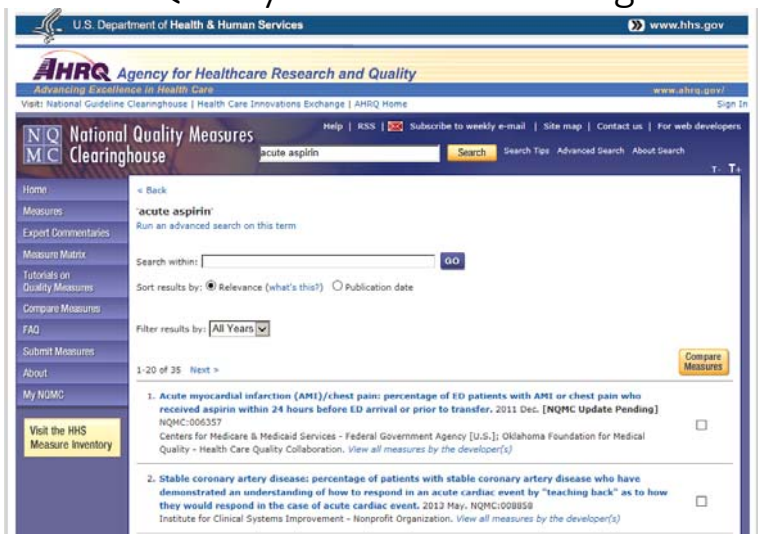 U.S. Department of Health & Human Services
www.hhs.gov
AHRQ Agency for Healthcare Research and Quality
Advancing Excellence in Health Care
www.ahrq.gov/
Visit: National Guideline Clearinghouse | Health Care Innovations Exchange | AHRQ Home
Sign In
NQMC National Quality Measures Clearinghouse
Help | RSS | Subscribe to weekly e-mail | Site map | Contact us | For web developers
acute aspirin
Search
Search Tips Advanced Search About Search
T- T+
Home
Measures
Expert Commentaries
Measure Matrix
Tutorials on
Quality Measures
Compare Measures
FAQ
Submit Measures
About
My NQMC
Visit the HHS
Measure Inventory
« Back
'acute aspirin'
Run an advanced search on this term
Search within:
GO
Sort results by: Relevance (what's this?) Publication date
Filter results by: All Years
1-20 of 35 Next >
Compare
Measures
1. Acute myocardial infarction (AMI)/chest pain: percentage of ED patients with AMI or chest pain who
received aspirin within 24 hours before ED arrival or prior to transfer. 2011 Dec. [NQMC Update Pending]
NQMC:006357
Centers for Medicare & Medicaid Services - Federal Government Agency [U.S.]; Oklahoma Foundation for Medical
Quality - Health Care Quality Collaboration. View all measures by the developer(s)
2. Stable coronary artery disease: percentage of patients with stable coronary artery disease who have
demonstrated an understanding of how to respond in an acute cardiac event by "teaching back" as to how
they would respond in the case of acute cardiac event. 2013 May. NQMC:008858
Institute for Clinical Systems Improvement - Nonprofit Organization. View all measures by the developer(s)